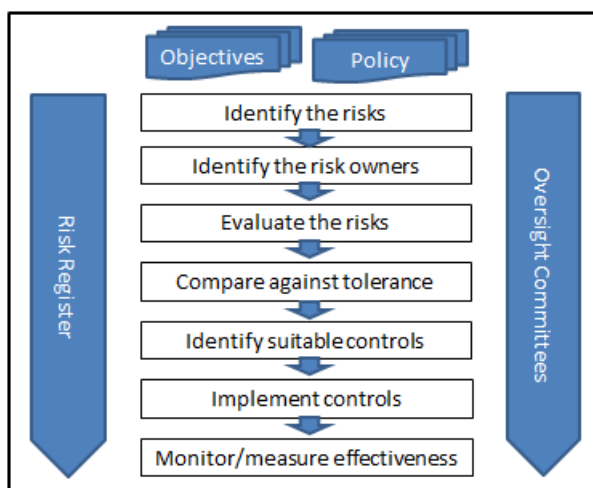 Objectives
Policy
Identify the risks
Identify the risk owners
Evaluate the risks
Compare against tolerance
Identify suitable controls
Implement controls
Monitor/measure effectiveness
Risk Register
Oversight Committees